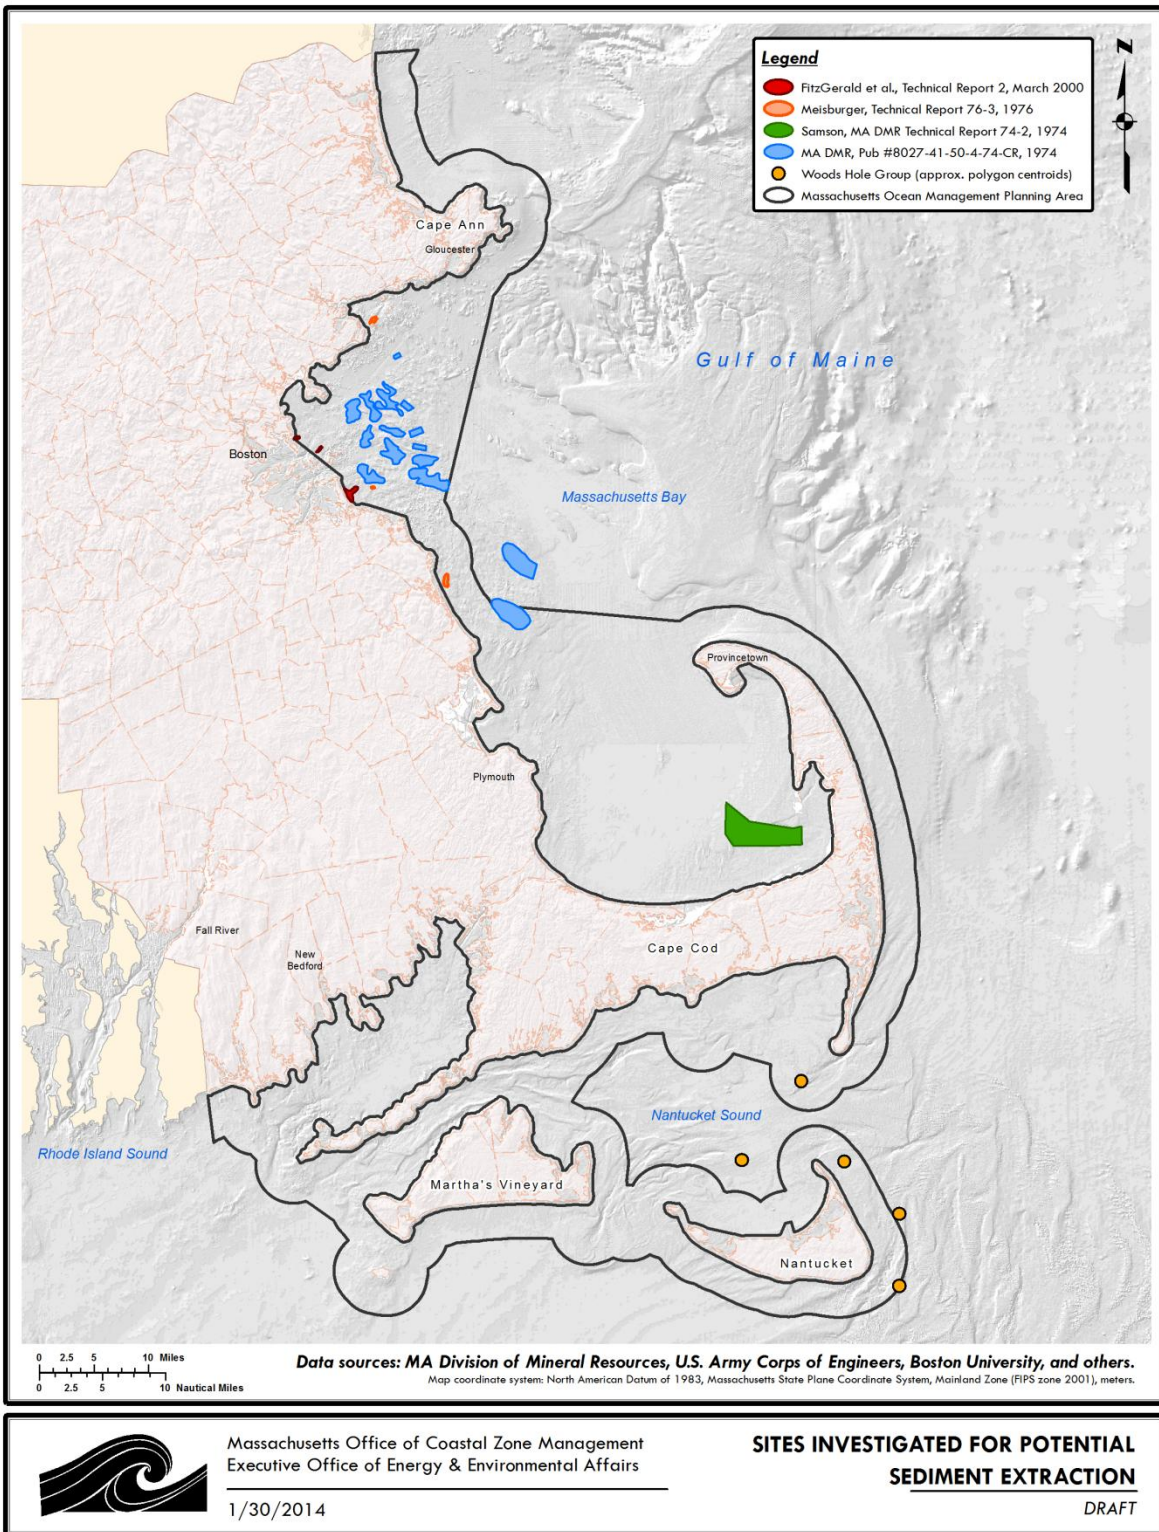 Legend
FitzGerald et al., Technical Report 2, March 2000
Meisburger, Technical Report 76-3, 1976
Samson, MA DMR Technical Report 74-2, 1974
MA DMR, Pub #8027-41-50-4-74-CR, 1974
Woods Hole Group (approx. polygon centroids)
Massachusetts Ocean Management Planning Area
N
Cape Ann
Gloucester
Gulf of Maine
Boston
Massachusetts Bay
Provincetown
Plymouth
Fall River
New
Bedford
Cape Cod
Nantucket Sound
Rhode Island Sound
Martha's Vineyard
Nantucket
0 2.5 5 10 Miles
0 2.5 5 10 Nautical Miles
Data sources: MA Division of Mineral Resources, U.S. Army Corps of Engineers, Boston University, and others.
Map coordinate system: North American Datum of 1983, Massachusetts State Plane Coordinate System, Mainland Zone (FIPS zone 2001), meters.
Massachusetts Office of Coastal Zone Management
Executive Office of Energy & Environmental Affairs
1/30/2014
SITES INVESTIGATED FOR POTENTIAL
SEDIMENT EXTRACTION
DRAFT